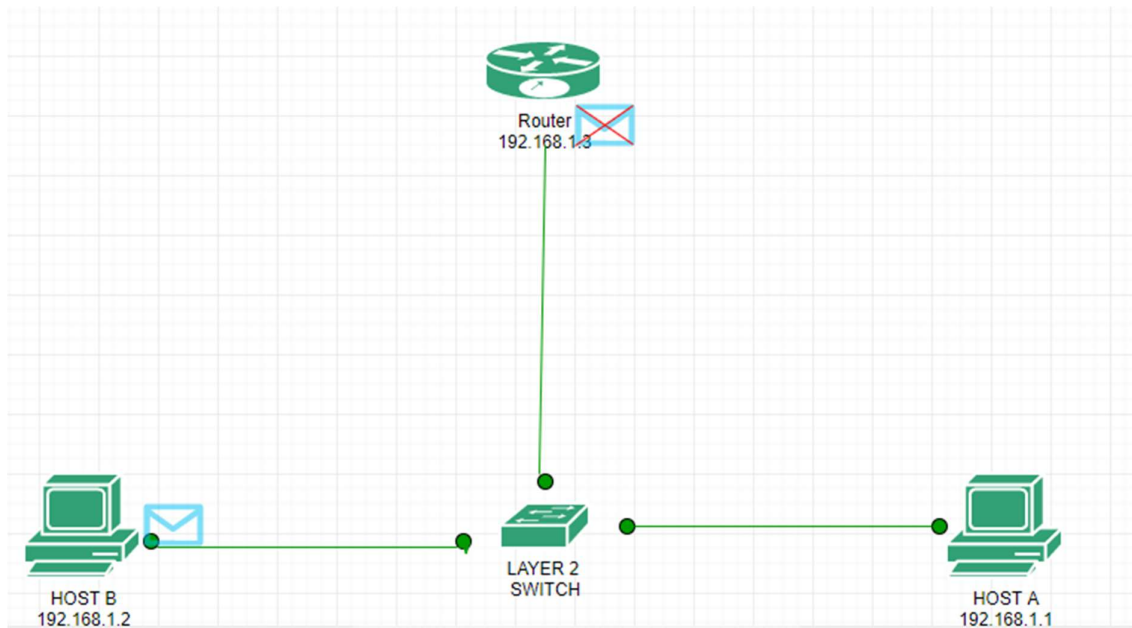 Router
192.168.1.3
LAYER 2
SWITCH
HOST B
192.168.1.2
HOST A
192.168.1.1